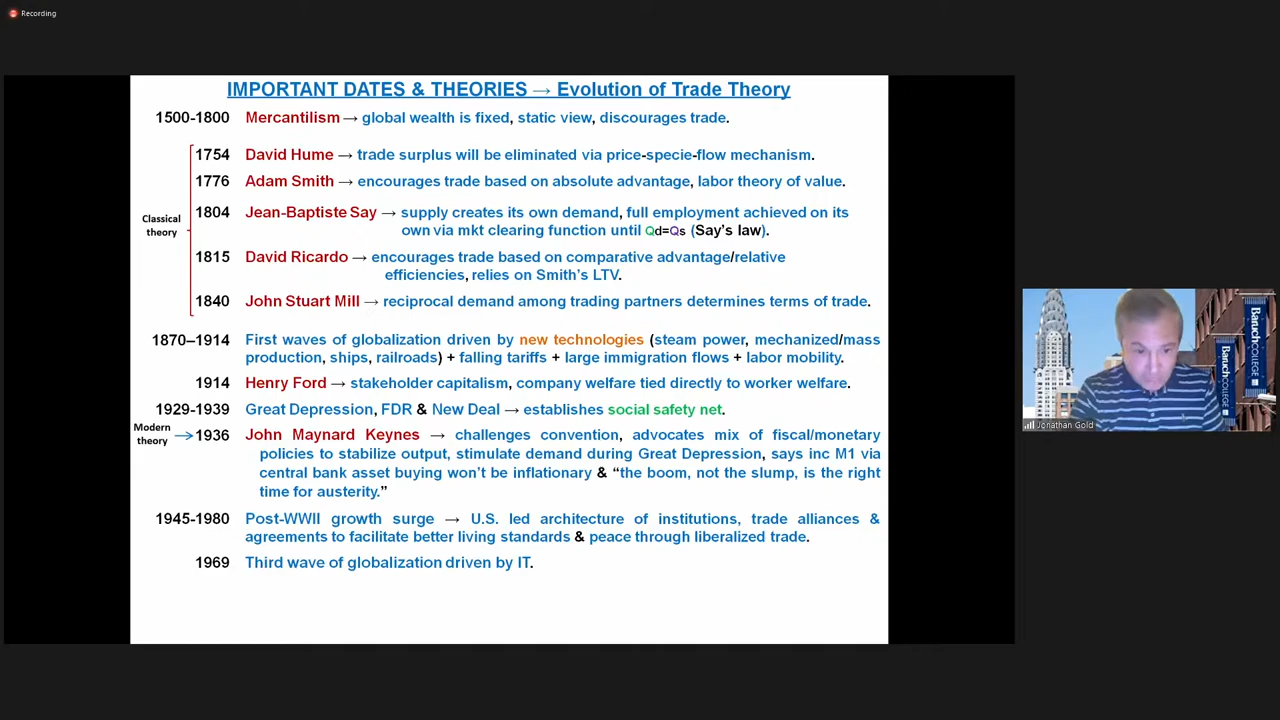 Recording
IMPORTANT DATES & THEORIES → Evolution of Trade Theory
1500-1800 Mercantilism → global wealth is fixed, static view, discourages trade.
1754 David Hume → trade surplus will be eliminated via price-specie-flow mechanism.
1776 Adam Smith → encourages trade based on absolute advantage, labor theory of value.
Classical
theory
1804 Jean-Baptiste Say → supply creates its own demand, full employment achieved on its
own via mkt clearing function until Qd=Qs (Say's law).
1815 David Ricardo → encourages trade based on comparative advantage/relative
efficiencies, relies on Smith's LTV.
1840 John Stuart Mill → reciprocal demand among trading partners determines terms of trade.
1870–1914 First waves of globalization driven by new technologies (steam power, mechanized/mass
production, ships, railroads) + falling tariffs + large immigration flows + labor mobility.
1914 Henry Ford → stakeholder capitalism, company welfare tied directly to worker welfare.
1929-1939 Great Depression, FDR & New Deal → establishes social safety net.
Modern
theory
→ 1936 John Maynard Keynes → challenges convention, advocates mix of fiscal/monetary
policies to stabilize output, stimulate demand during Great Depression, says inc M1 via
central bank asset buying won't be inflationary & “the boom, not the slump, is the right
time for austerity.”
1945-1980 Post-WWII growth surge → U.S. led architecture of institutions, trade alliances &
agreements to facilitate better living standards & peace through liberalized trade.
1969 Third wave of globalization driven by IT.
Baruch COLLEGE
Baruch COLLEGE
Jonathan Gold